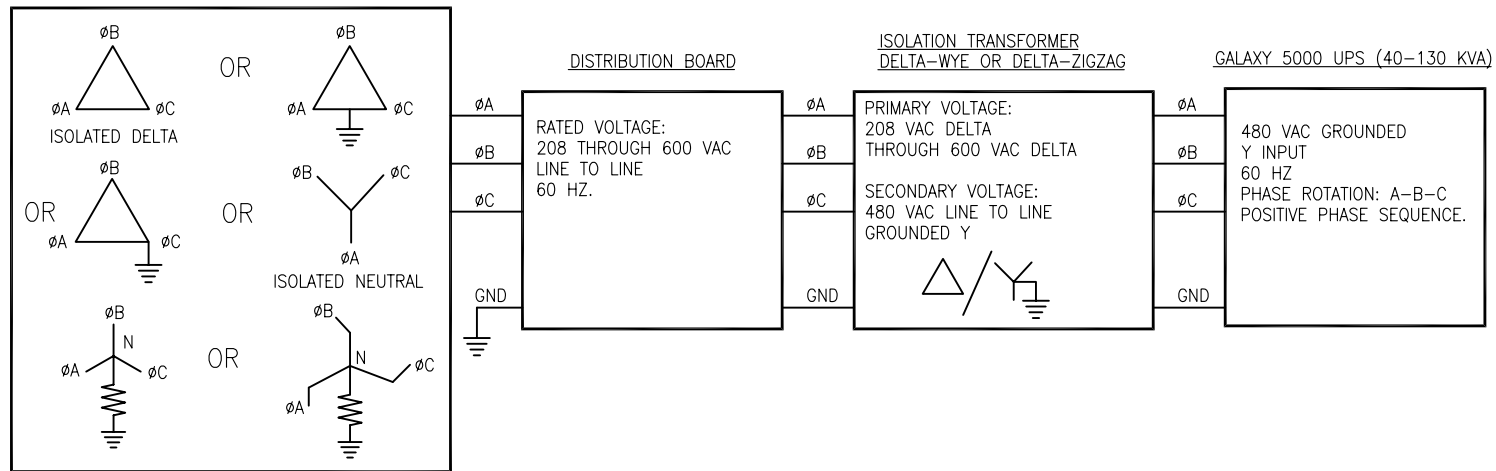 øB
øB
OR
øA
øC
øA
øC
ISOLATED DELTA
øB
øB
øC
OR
OR
øA
øC
øA
ISOLATED NEUTRAL
øB
øB
N
N
øA
øC
OR
øC
øA
DISTRIBUTION BOARD
øA
øB
øC
GND
RATED VOLTAGE:
208 THROUGH 600 VAC
LINE TO LINE
60 HZ.
ISOLATION TRANSFORMER
DELTA-WYE OR DELTA-ZIGZAG
øA
øB
øC
GND
PRIMARY VOLTAGE:
208 VAC DELTA
THROUGH 600 VAC DELTA
SECONDARY VOLTAGE:
480 VAC LINE TO LINE
GROUNDED Y
GALAXY 5000 UPS (40-130 KVA)
øA
øB
øC
GND
480 VAC GROUNDED
Y INPUT
60 HZ
PHASE ROTATION: A-B-C
POSITIVE PHASE SEQUENCE.